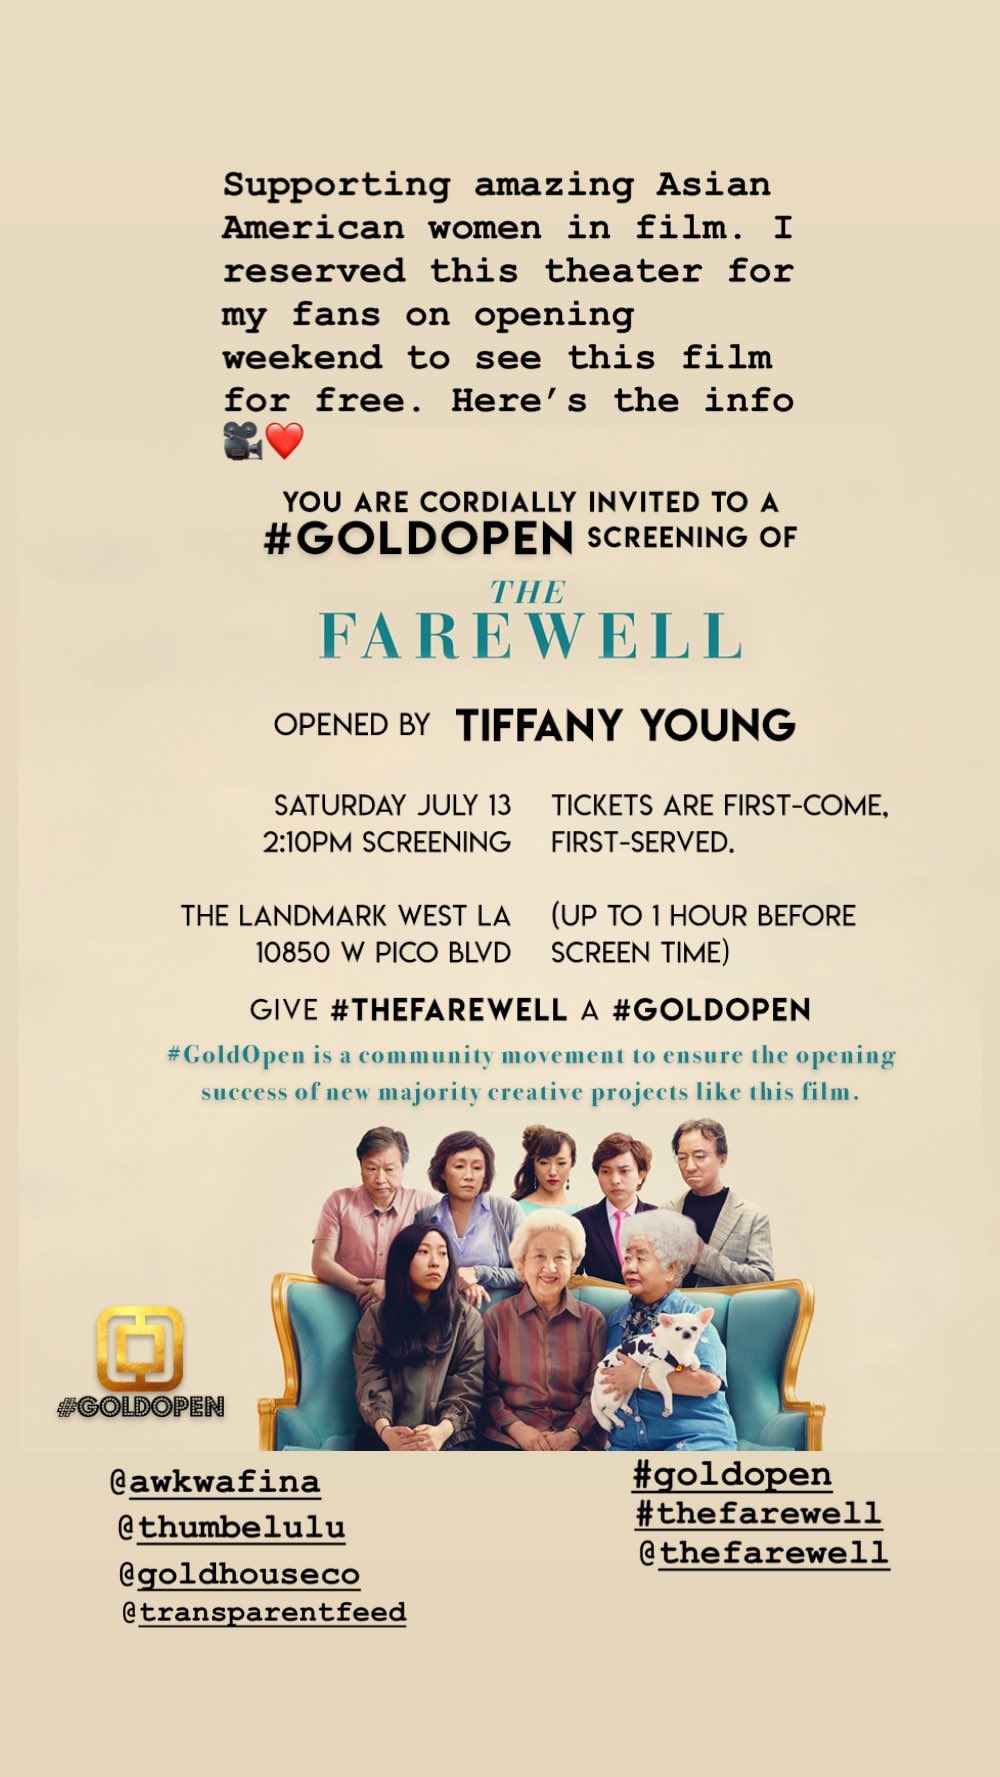 Supporting amazing Asian
American women in film. I
reserved this theater for
my fans on opening
weekend to see this film
for free. Here’s the info
🎥❤️
YOU ARE CORDIALLY INVITED TO A
#GOLDOPEN SCREENING OF
THE
FAREWELL
OPENED BY TIFFANY YOUNG
SATURDAY JULY 13
2:10PM SCREENING
TICKETS ARE FIRST-COME,
FIRST-SERVED.
THE LANDMARK WEST LA
10850 W PICO BLVD
(UP TO 1 HOUR BEFORE
SCREEN TIME)
GIVE #THEFAREWELL A #GOLDOPEN
#GoldOpen is a community movement to ensure the opening
success of new majority creative projects like this film.
#GOLDOPEN
@awkwafina
@thumbelulu
@goldhouseco
@transparentfeed
#goldopen
#thefarewell
@thefarewell